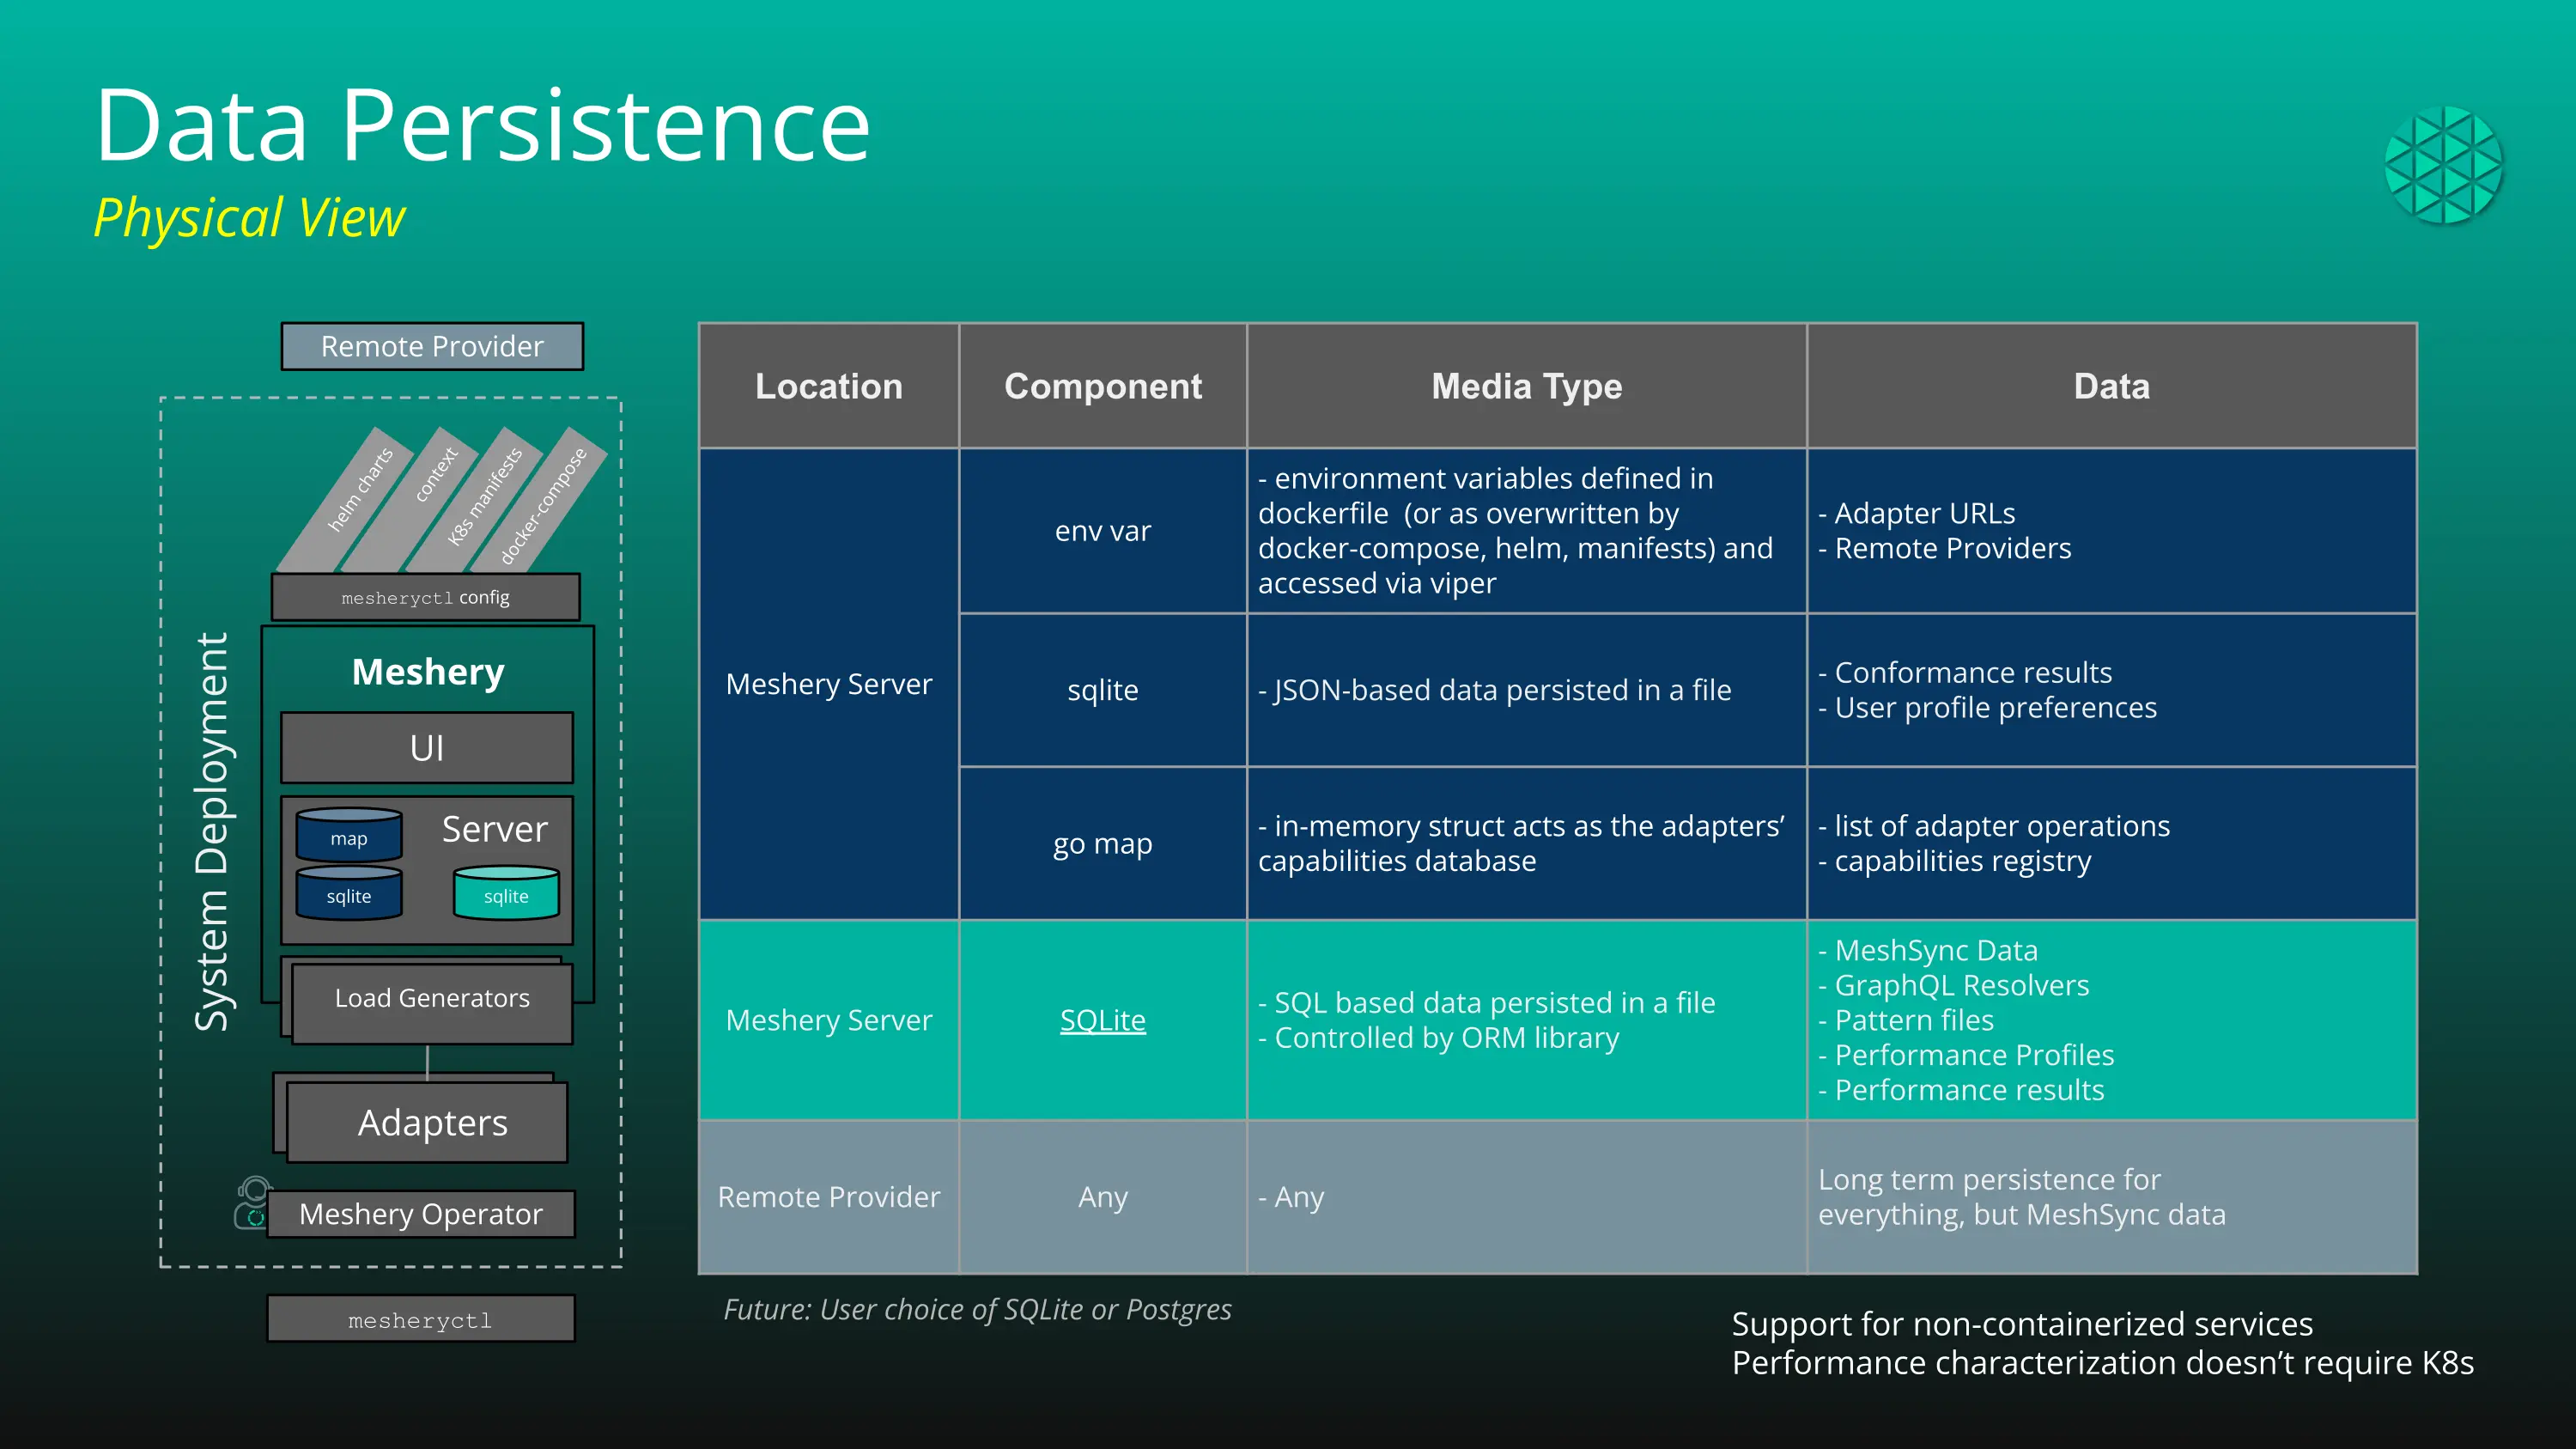 Data Persistence
Physical View
Remote Provider
helm charts
context
K8s manifests
docker-compose
mesheryctl config
System Deployment
Meshery
UI
Server
map
sqlite
sqlite
Load Generators
Adapters
Meshery Operator
mesheryctl
Location
Component
Media Type
Data
Meshery Server
env var
- environment variables defined in
dockerfile  (or as overwritten by
docker-compose, helm, manifests) and
accessed via viper
- Adapter URLs
- Remote Providers
sqlite
- JSON-based data persisted in a file
- Conformance results
- User profile preferences
go map
- in-memory struct acts as the adapters’
capabilities database
- list of adapter operations
- capabilities registry
Meshery Server
SQLite
- SQL based data persisted in a file
- Controlled by ORM library
- MeshSync Data
- GraphQL Resolvers
- Pattern files
- Performance Profiles
- Performance results
Remote Provider
Any
- Any
Long term persistence for
everything, but MeshSync data
Future: User choice of SQLite or Postgres
Support for non-containerized services
Performance characterization doesn’t require K8s